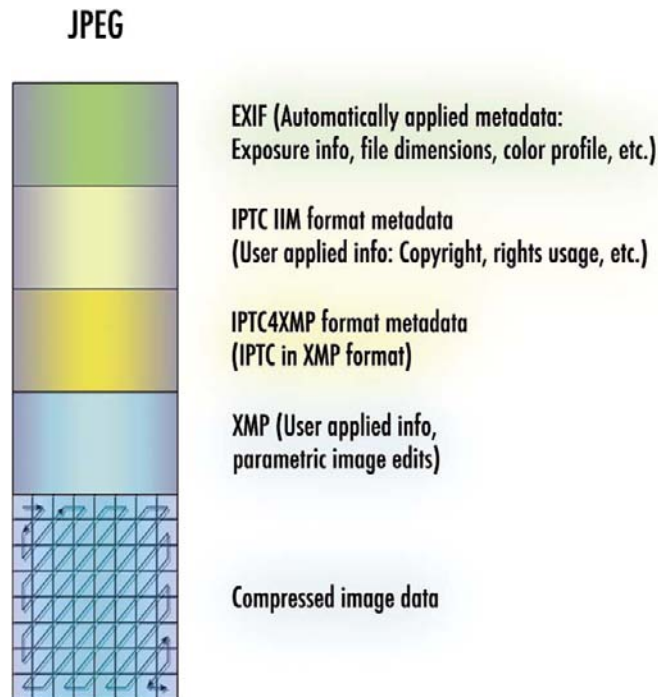 JPEG
EXIF (Automatically applied metadata:
Exposure info, file dimensions, color profile, etc.)
IPTC IIM format metadata
(User applied info: Copyright, rights usage, etc.)
IPTC4XMP format metadata
(IPTC in XMP format)
XMP (User applied info,
parametric image edits)
Compressed image data